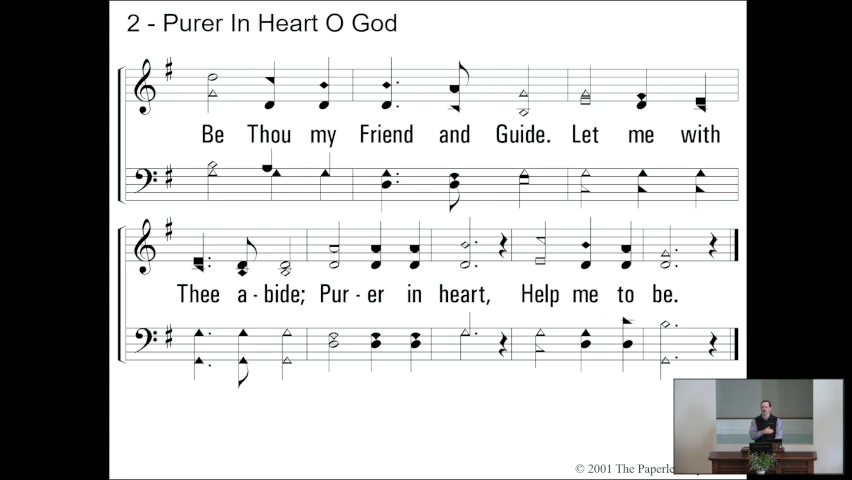 2 - Purer In Heart O God
Be Thou my Friend and Guide. Let me with
Thee a - bide; Pur - er in heart, Help me to be.
© 2001 The